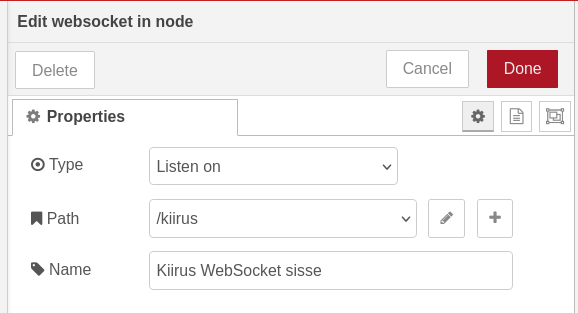 Edit websocket in node
Delete
Cancel
Done
Properties
Type
Listen on
Path
/kiirus
Name
Kiirus WebSocket sisse